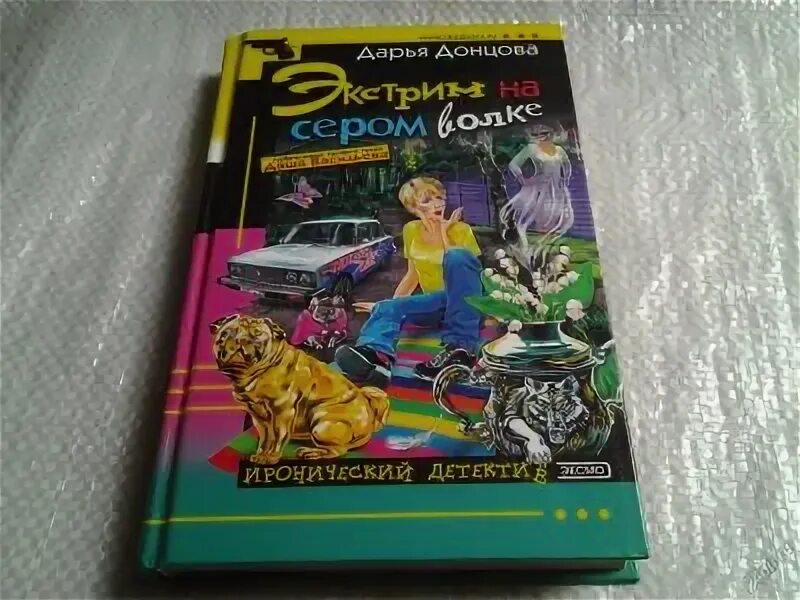 Дарья Донцова
Экстрим на
сером волке
Даша Васильева
ИРОНИЧЕСКИЙ ДЕТЕКТИВ
ЭКСМО